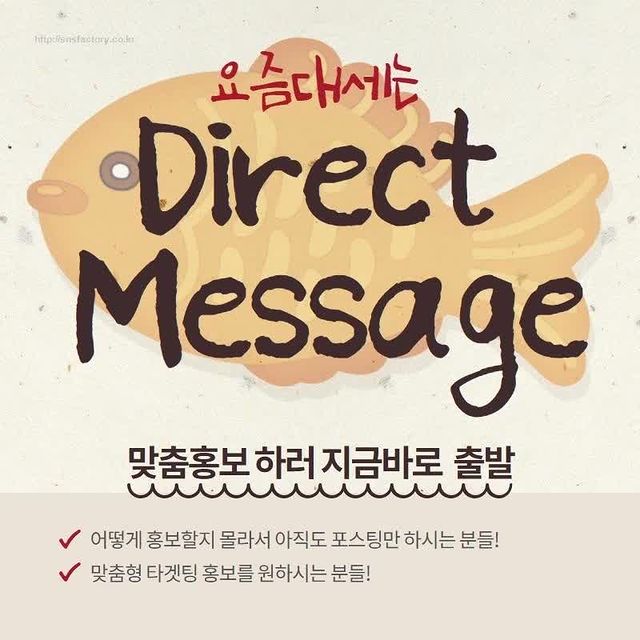 http://snsfactory.co.kr
요즘대세는
Direct
Message
맞춤홍보 하러 지금바로 출발
어떻게 홍보할지 몰라서 아직도 포스팅만 하시는 분들!
맞춤형 타겟팅 홍보를 원하시는 분들!